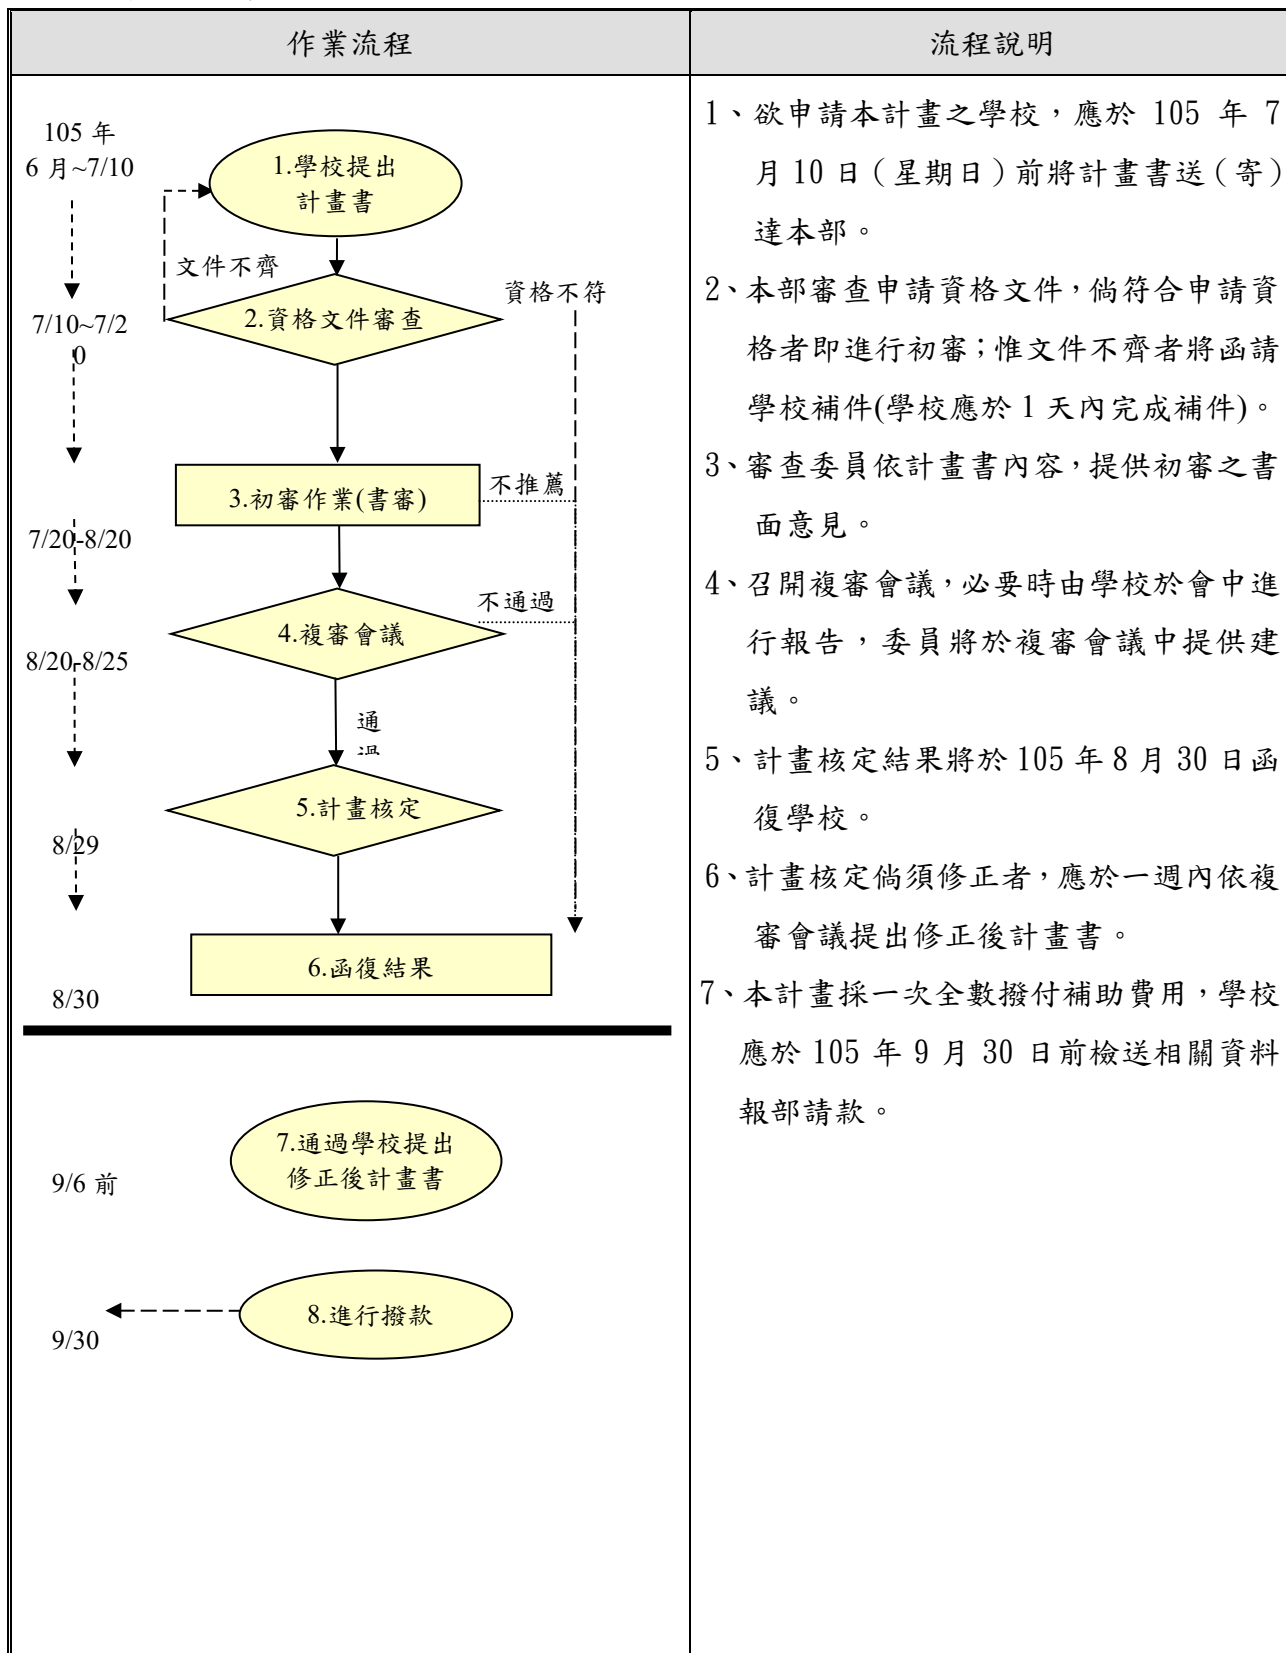 作業流程
流程說明
105 年
6 月~7/10
1.學校提出
計畫書
文件不齊
資格不符
7/10~7/2
0
2.資格文件審查
3.初審作業(書審)
不推薦
7/20-8/20
不通過
4.複審會議
8/20-8/25
通
過
5.計畫核定
8/29
6.函復結果
8/30
7.通過學校提出
修正後計畫書
9/6 前
8.進行撥款
9/30
1、欲申請本計畫之學校，應於 105 年 7
月 10 日（星期日）前將計畫書送（寄）
達本部。
2、本部審查申請資格文件，倘符合申請資
格者即進行初審；惟文件不齊者將函請
學校補件(學校應於 1 天內完成補件)。
3、審查委員依計畫書內容，提供初審之書
面意見。
4、召開複審會議，必要時由學校於會中進
行報告，委員將於複審會議中提供建
議。
5、計畫核定結果將於 105 年 8 月 30 日函
復學校。
6、計畫核定倘須修正者，應於一週內依複
審會議提出修正後計畫書。
7、本計畫採一次全數撥付補助費用，學校
應於 105 年 9 月 30 日前檢送相關資料
報部請款。